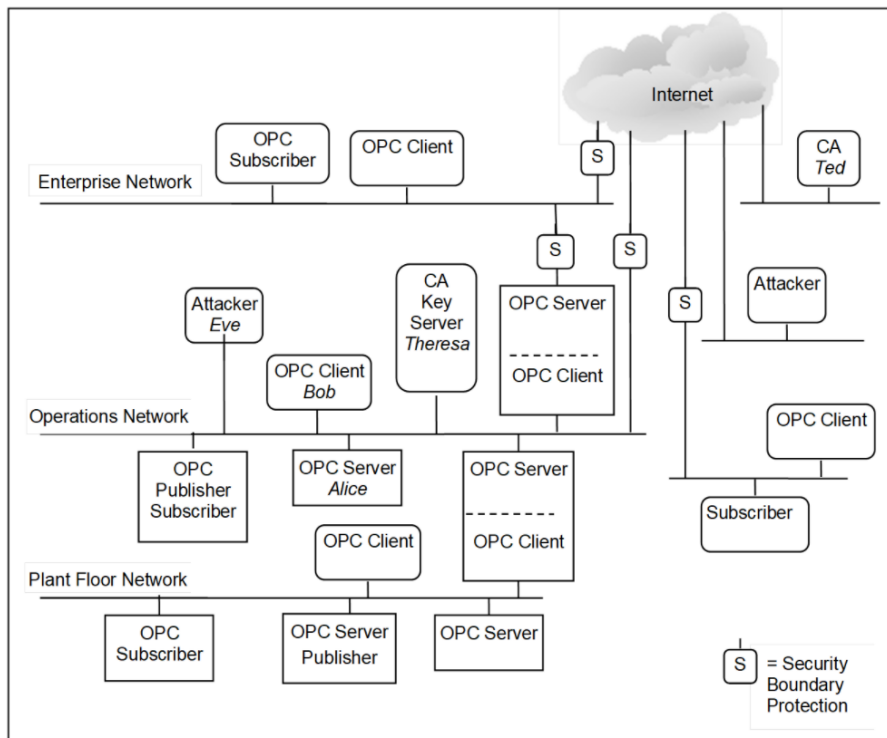 Internet
OPC
Subscriber
OPC Client
S
CA
Ted
Enterprise Network
S
S
Attacker
Eve
CA
Key
Server
Theresa
OPC Server
OPC Client
S
Attacker
OPC Client
Bob
Operations Network
OPC Client
OPC
Publisher
Subscriber
OPC Server
Alice
OPC Server
OPC Client
Subscriber
OPC Client
Plant Floor Network
OPC
Subscriber
OPC Server
Publisher
OPC Server
S
= Security
Boundary
Protection